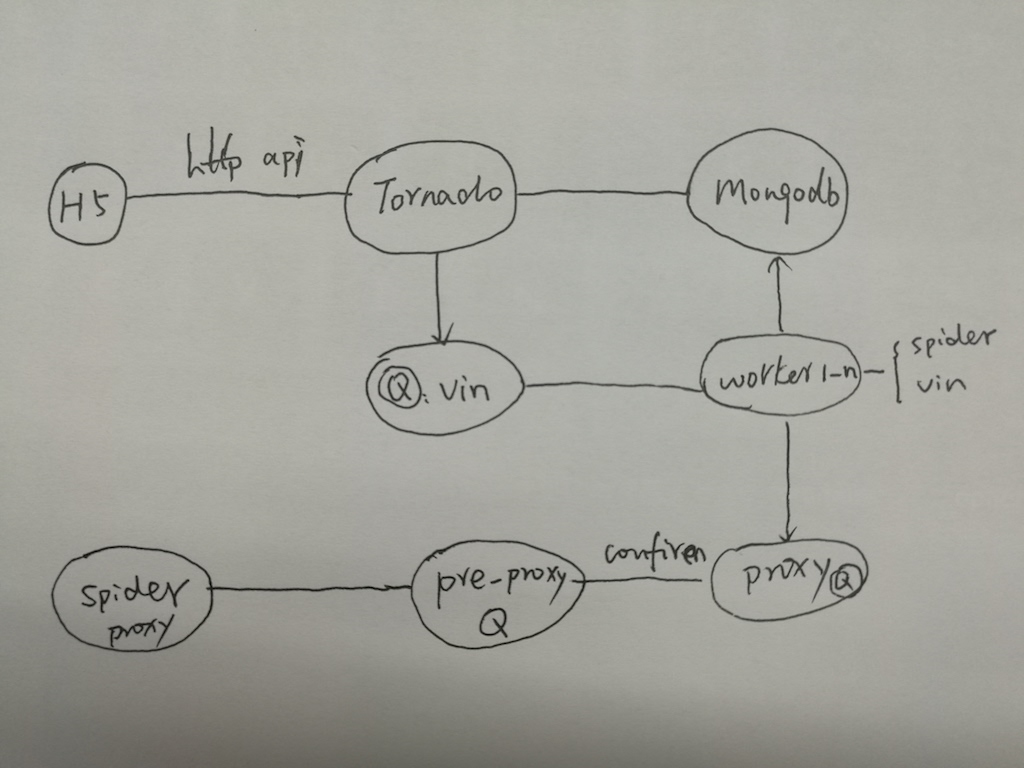 http api
H5
Tornado
Mongodb
Q. vin
worker 1-n
spider
vin
spider
proxy
pre-proxy
Q
confiren
proxy Q